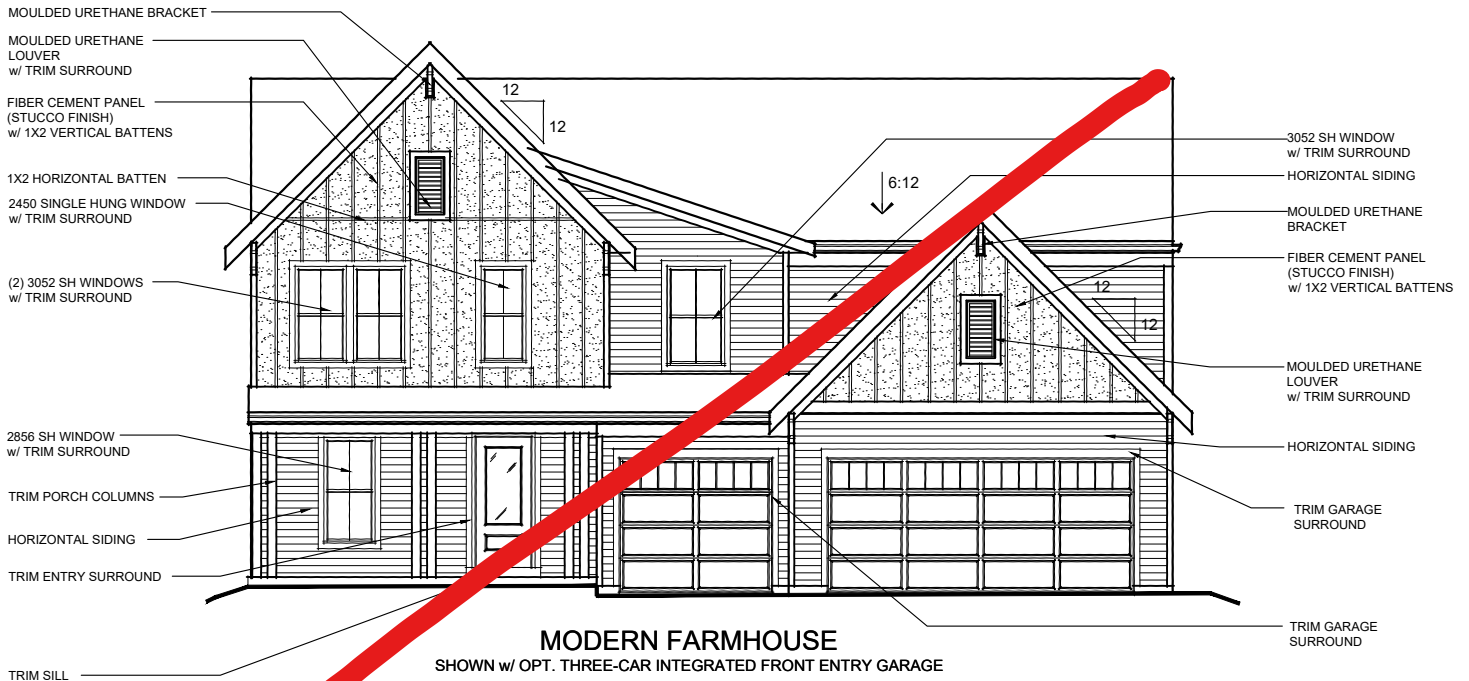 MOULDED URETHANE BRACKET
MOULDED URETHANE
LOUVER
w/ TRIM SURROUND
FIBER CEMENT PANEL
(STUCCO FINISH)
w/ 1X2 VERTICAL BATTENS
1X2 HORIZONTAL BATTEN
2450 SINGLE HUNG WINDOW
w/ TRIM SURROUND
(2) 3052 SH WINDOWS
w/ TRIM SURROUND
2856 SH WINDOW
w/ TRIM SURROUND
TRIM PORCH COLUMNS
HORIZONTAL SIDING
TRIM ENTRY SURROUND
TRIM SILL
12
12
6:12
12
12
3052 SH WINDOW
w/ TRIM SURROUND
HORIZONTAL SIDING
MOULDED URETHANE
BRACKET
FIBER CEMENT PANEL
(STUCCO FINISH)
w/ 1X2 VERTICAL BATTENS
MOULDED URETHANE
LOUVER
w/ TRIM SURROUND
HORIZONTAL SIDING
TRIM GARAGE
SURROUND
TRIM GARAGE
SURROUND
MODERN FARMHOUSE
SHOWN w/ OPT. THREE-CAR INTEGRATED FRONT ENTRY GARAGE